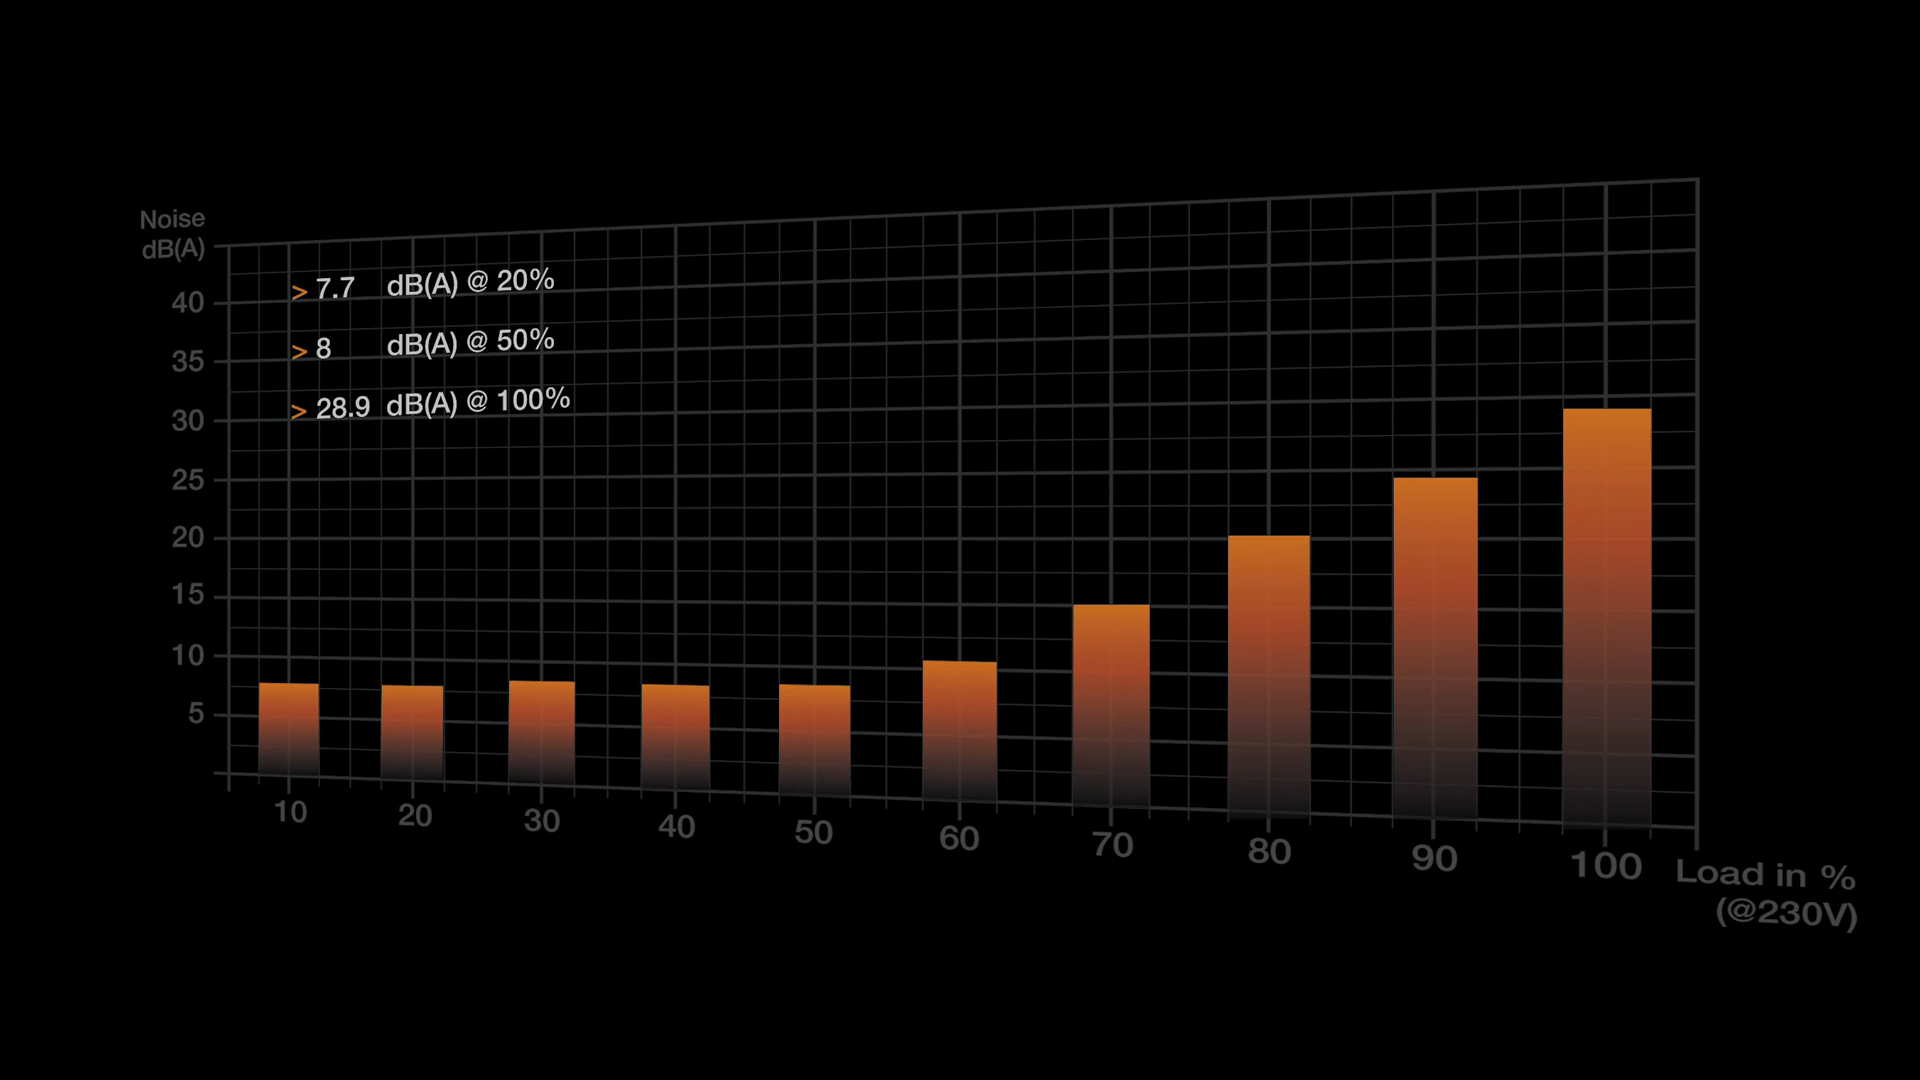 Noise
dB(A)
> 7.7 dB(A) @ 20%
> 8 dB(A) @ 50%
> 28.9 dB(A) @ 100%
40
35
30
25
20
15
10
5
10 20 30 40 50 60 70 80 90 100
Load in %
(@230V)